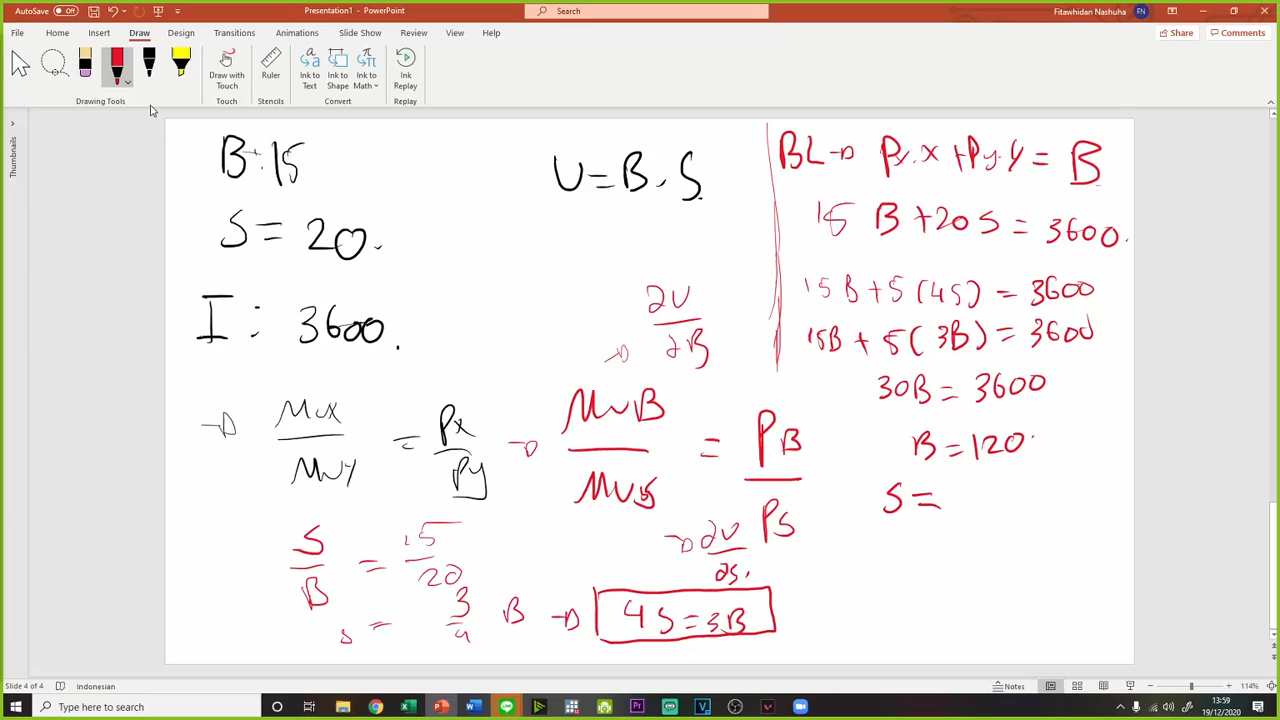 AutoSave Off
Presentation1 - PowerPoint
Search
Fitawhidan Nashuha
FN
File Home Insert Draw Design Transitions Animations Slide Show Review View Help
Share
Comments
Draw with Touch
Ruler
Ink to Text
Ink to Shape
Ink to Math
Ink Replay
Drawing Tools
Touch
Stencils
Convert
Replay
Thumbnails
B : 15
S = 20.
I : 3600.
U = B . S
MUX / MUY = Px / Py → MUB / MUS = PB / PS
→ ∂U / ∂B
→ ∂U / ∂S.
S / B = 15 / 20
s = 3 / 4 B → 4S = 3B
BL → Px.X + Py.Y = B
15 B + 20 S = 3600.
15B + 5 (4S) = 3600
15B + 5 (3B) = 3600
30B = 3600
B = 120.
S =
Slide 4 of 4
Indonesian
Notes
114%
Type here to search
13:59
19/12/2020